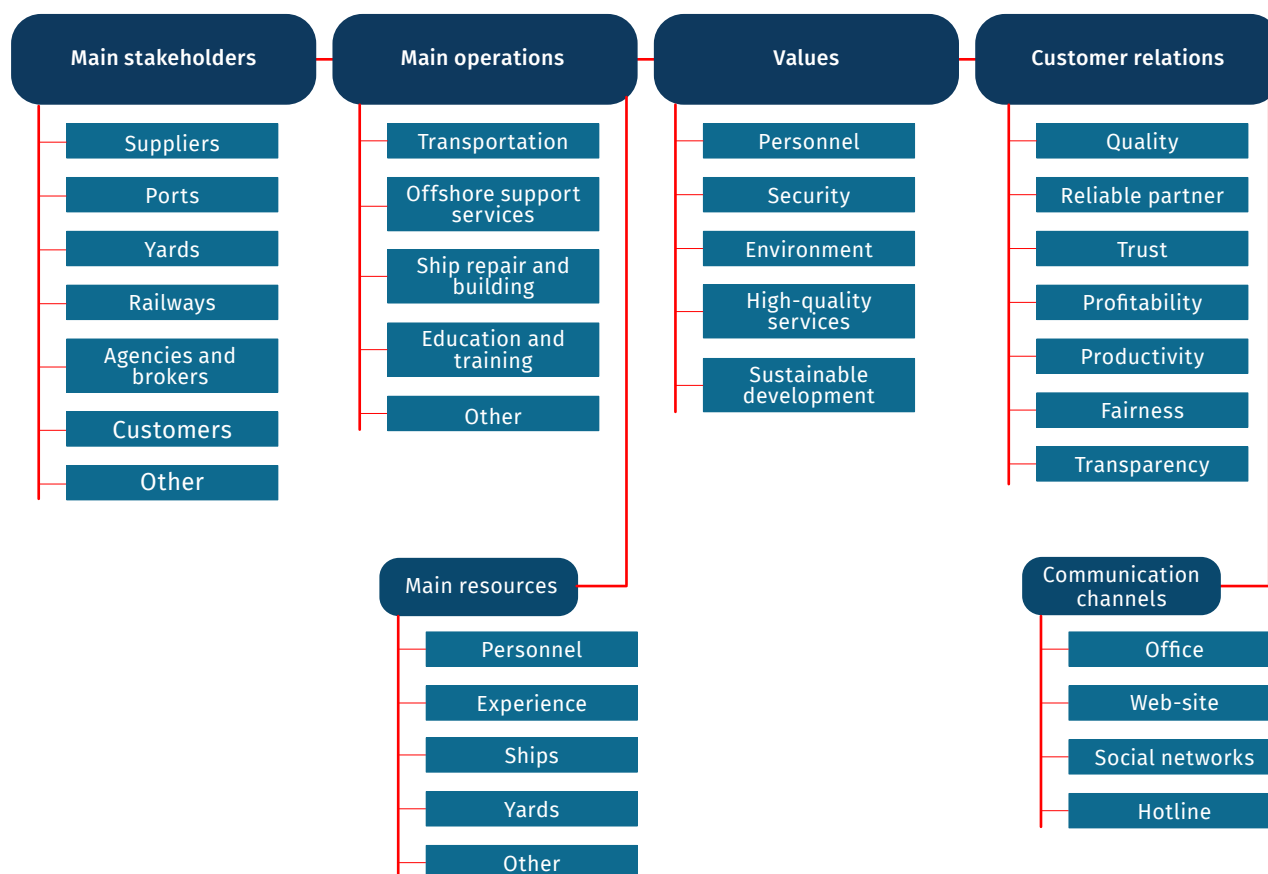 Main stakeholders
Suppliers
Ports
Yards
Railways
Agencies and
brokers
Customers
Other
Main operations
Transportation
Offshore support
services
Ship repair and
building
Education and
training
Other
Main resources
Personnel
Experience
Ships
Yards
Other
Values
Personnel
Security
Environment
High-quality
services
Sustainable
development
Customer relations
Quality
Reliable partner
Trust
Profitability
Productivity
Fairness
Transparency
Communication
channels
Office
Web-site
Social networks
Hotline